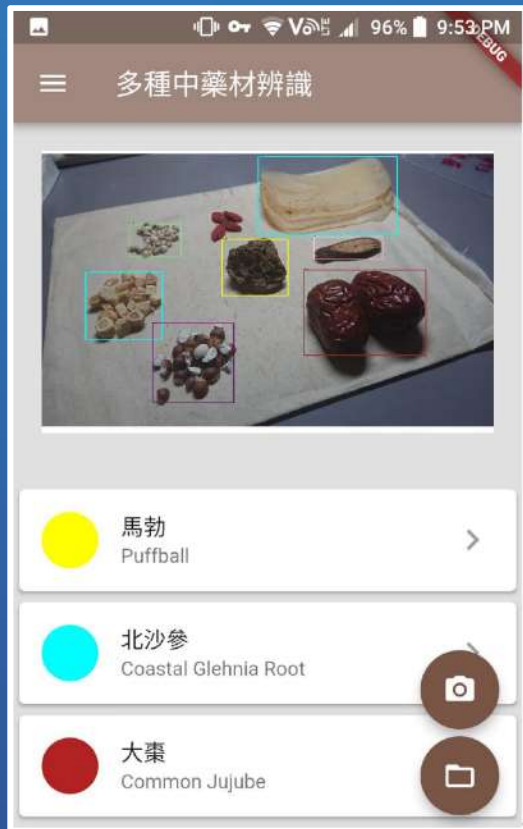 96% 9:53 PM
DEBUG
多種中藥材辨識
馬勃
Puffball
北沙參
Coastal Glehnia Root
大棗
Common Jujube